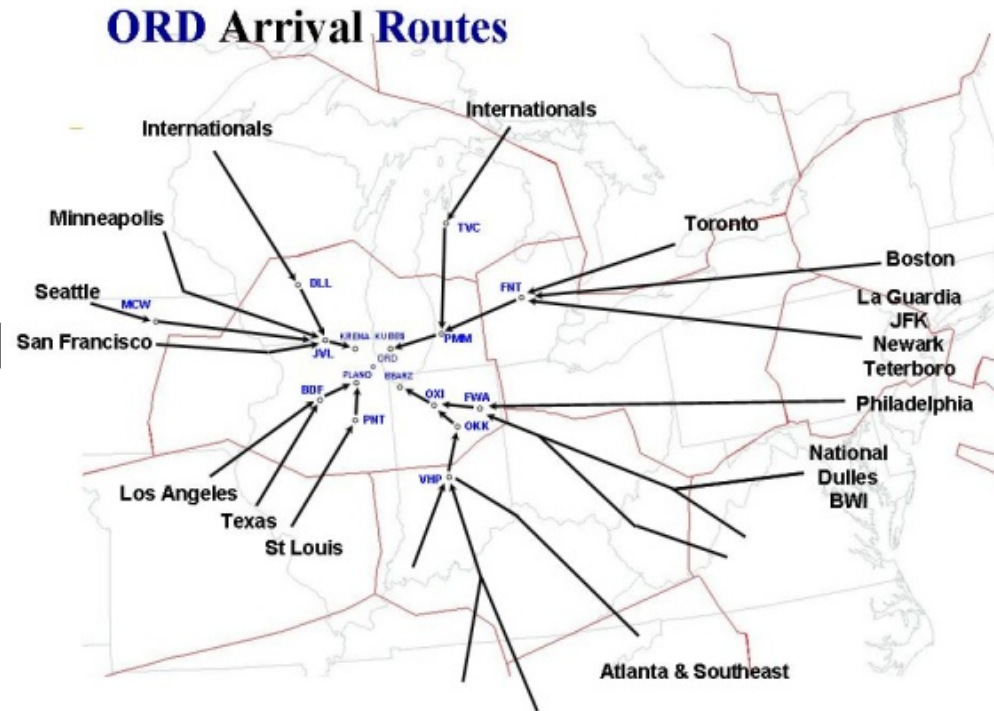 ORD Arrival Routes
Internationals
Internationals
Minneapolis
TVC
Toronto
Boston
DLL
FNT
Seattle
MCW
La Guardia
JFK
Newark
Teterboro
San Francisco
KRENA
KUBBS
PMM
JVL
ORD
PLANO
BEARZ
BDF
OXI
FWA
Philadelphia
PNT
OKK
National
Dulles
BWI
VHP
Los Angeles
Texas
St Louis
Atlanta & Southeast